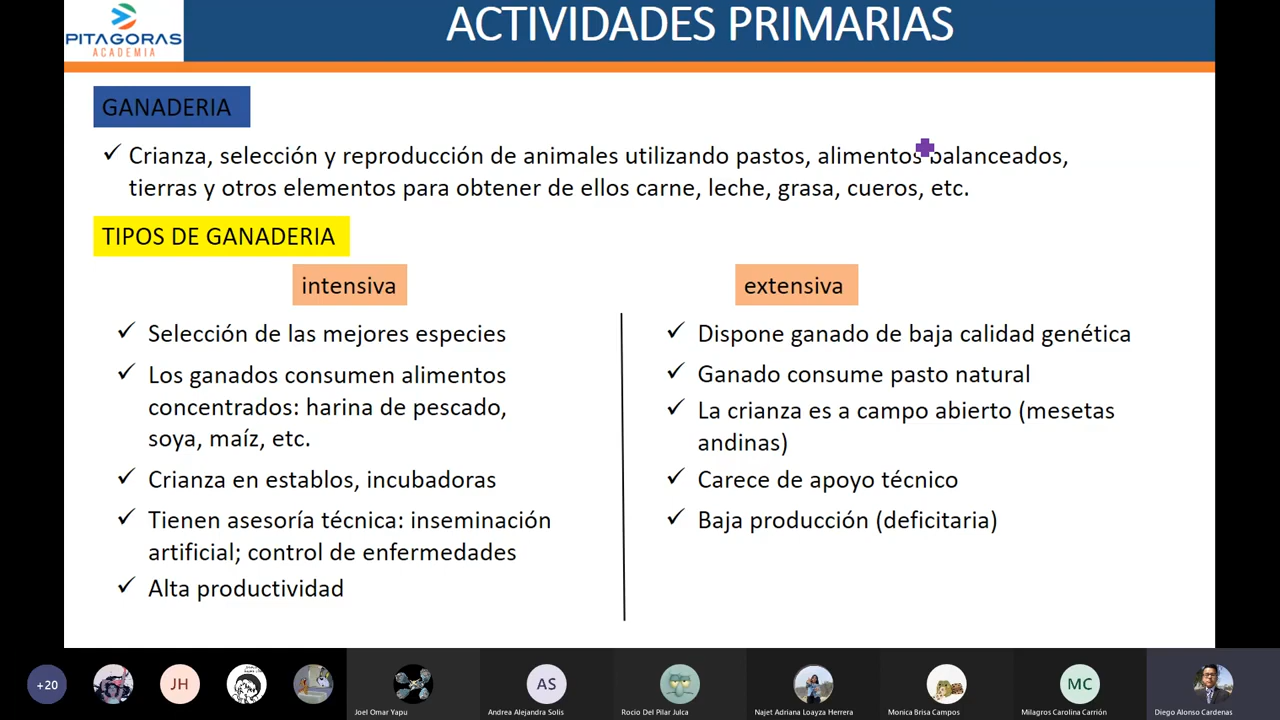 PITAGORAS
ACADEMIA
ACTIVIDADES PRIMARIAS
GANADERIA
✓ Crianza, selección y reproducción de animales utilizando pastos, alimentos balanceados,
tierras y otros elementos para obtener de ellos carne, leche, grasa, cueros, etc.
TIPOS DE GANADERIA
intensiva
✓ Selección de las mejores especies
✓ Los ganados consumen alimentos
concentrados: harina de pescado,
soya, maíz, etc.
✓ Crianza en establos, incubadoras
✓ Tienen asesoría técnica: inseminación
artificial; control de enfermedades
✓ Alta productividad
extensiva
✓ Dispone ganado de baja calidad genética
✓ Ganado consume pasto natural
✓ La crianza es a campo abierto (mesetas
andinas)
✓ Carece de apoyo técnico
✓ Baja producción (deficitaria)
+20
JH
Joel Omar Yapu
AS
Andrea Alejandra Solis
Rocio Del Pilar Julca
Najet Adriana Loayza Herrera
Monica Brisa Campos
MC
Milagros Carolina Carrión
Diego Alonso Cardenas